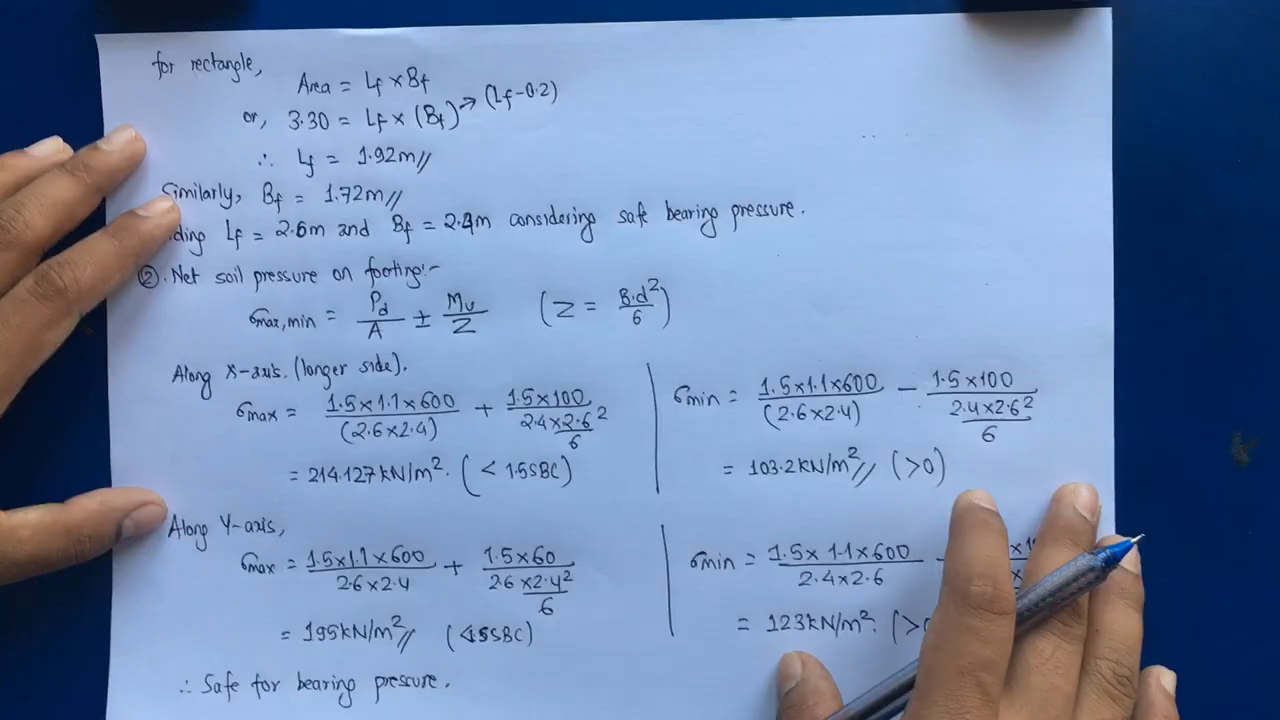 for rectangle,
Area = Lf × Bf
or, 3.30 = Lf × (Bf) → (Lf-0.2)
∴ Lf = 1.92m//
Similarly, Bf = 1.72m//
Lf = 2.6m and Bf = 2.4m considering safe bearing pressure.
②. Net soil pressure on footing:-
σmax,min = Pd/A ± Mu/Z (Z = B.d²/6)
Along X-axis. (longer side).
σmax = 1.5×1.1×600/(2.6×2.4) + 1.5×100/(2.4×2.6²/6)
= 214.127 kN/m². (< 1.5SBC)
σmin = 1.5×1.1×600/(2.6×2.4) - 1.5×100/(2.4×2.6²/6)
= 103.2 kN/m²// (>0)
Along Y-axis,
σmax = 1.5×1.1×600/2.6×2.4 + 1.5×60/(2.6×2.4²/6)
= 195 kN/m²// (<1.5SBC)
σmin = 1.5×1.1×600/2.4×2.6 -
= 123 kN/m². (>0
∴ Safe for bearing pressure.